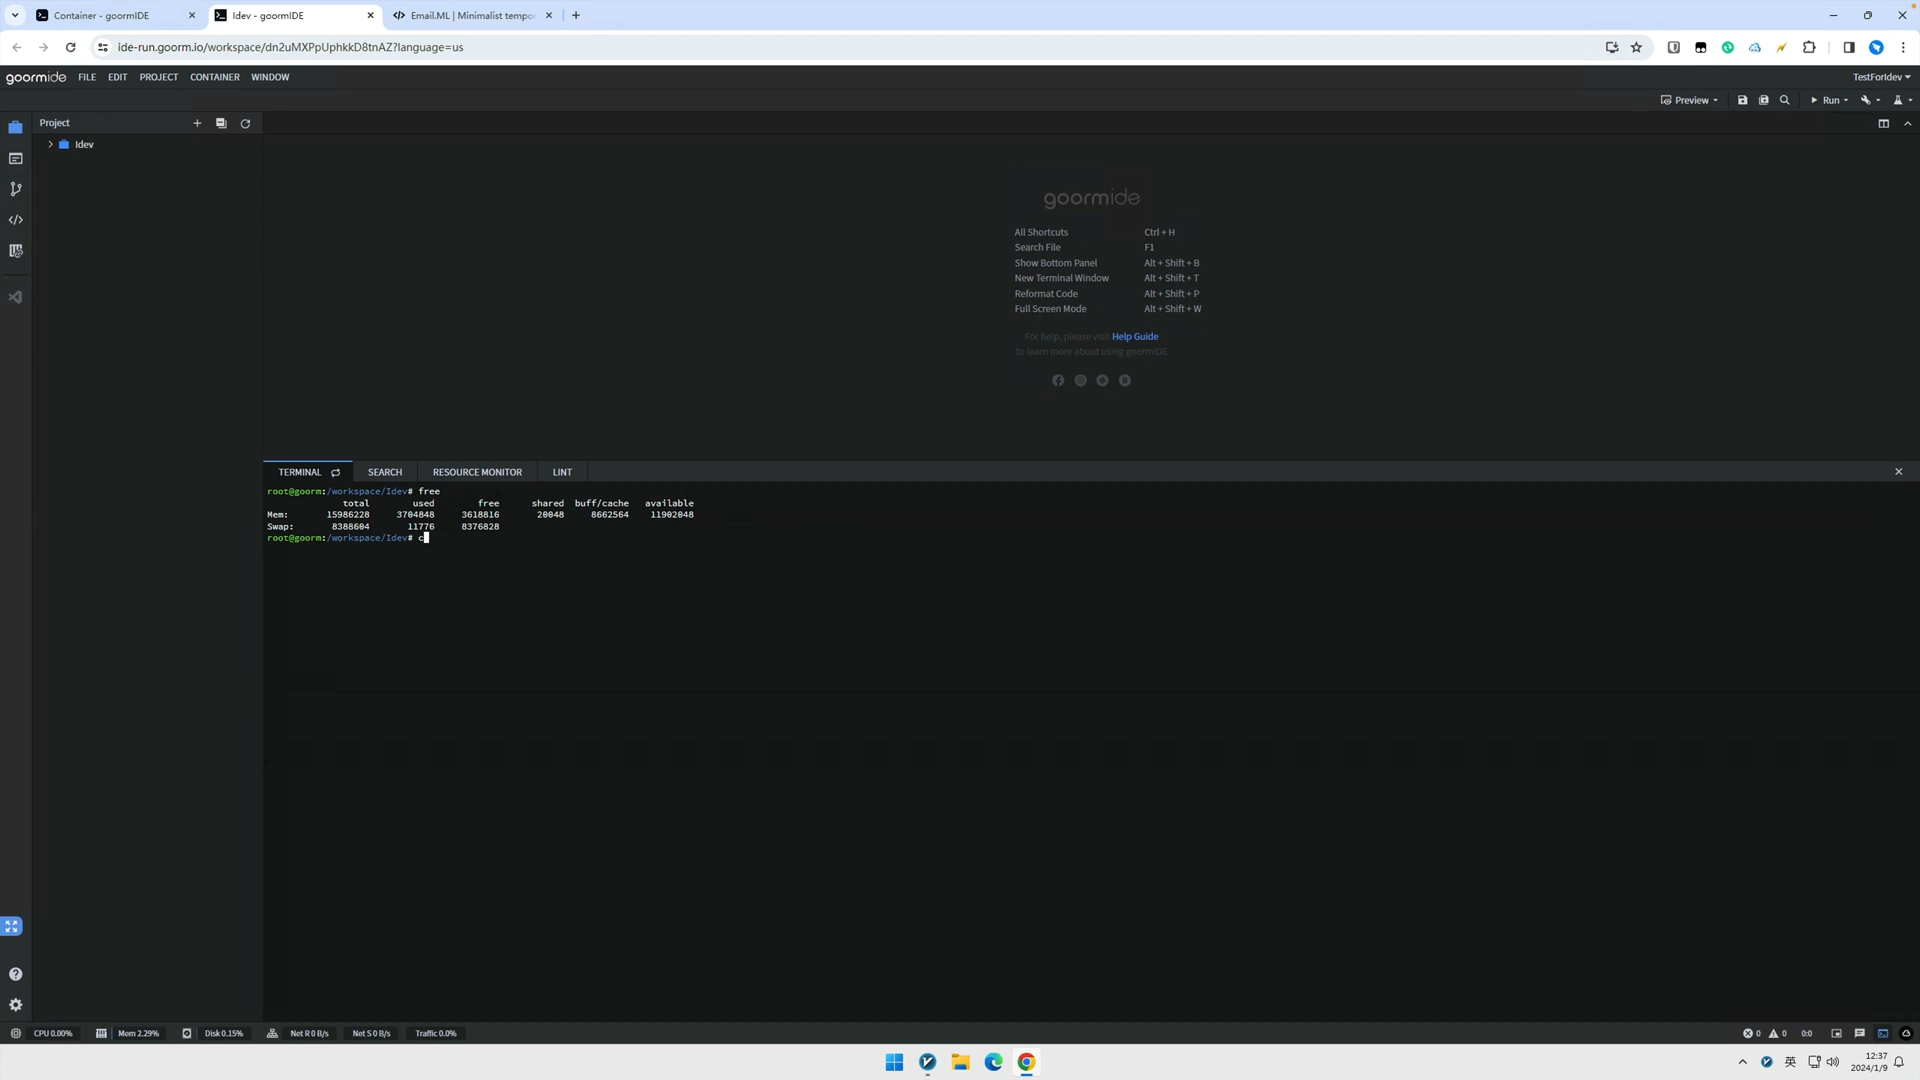 Container - goormIDE
Idev - goormIDE
Email.ML | Minimalist tempo
ide-run.goorm.io/workspace/dn2uMXPpUphkkD8tnAZ?language=us
goormide FILE EDIT PROJECT CONTAINER WINDOW TestForIdev
Preview Run
Project
Idev
goormide
All Shortcuts Ctrl + H
Search File F1
Show Bottom Panel Alt + Shift + B
New Terminal Window Alt + Shift + T
Reformat Code Alt + Shift + P
Full Screen Mode Alt + Shift + W
For help, please visit Help Guide
to learn more about using goormIDE
TERMINAL SEARCH RESOURCE MONITOR LINT
root@goorm:/workspace/Idev# free
total used free shared buff/cache available
Mem: 15986228 3704848 3618816 20048 8662564 11902048
Swap: 8388604 11776 8376828
root@goorm:/workspace/Idev# c
CPU 0.00% Mem 2.29% Disk 0.15% Net R 0 B/s Net S 0 B/s Traffic 0.0% 0 0 0:0
英 12:37
2024/1/9